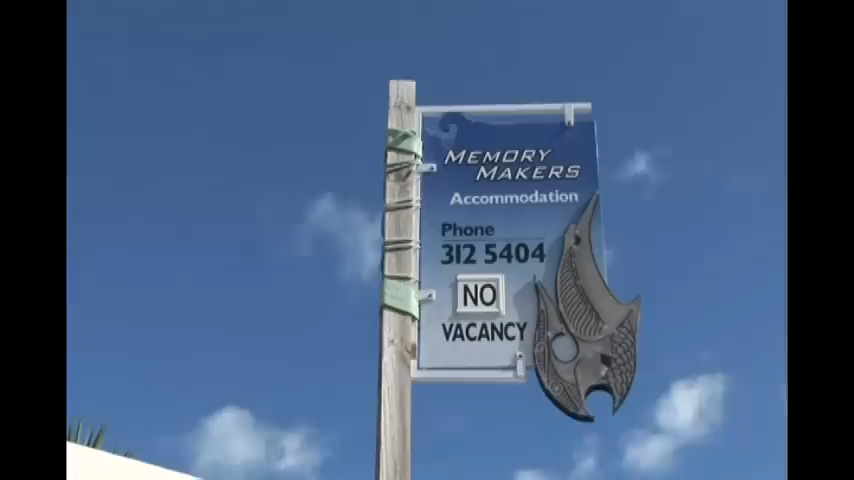 MEMORY
MAKERS
Accommodation
Phone
312 5404
NO
VACANCY